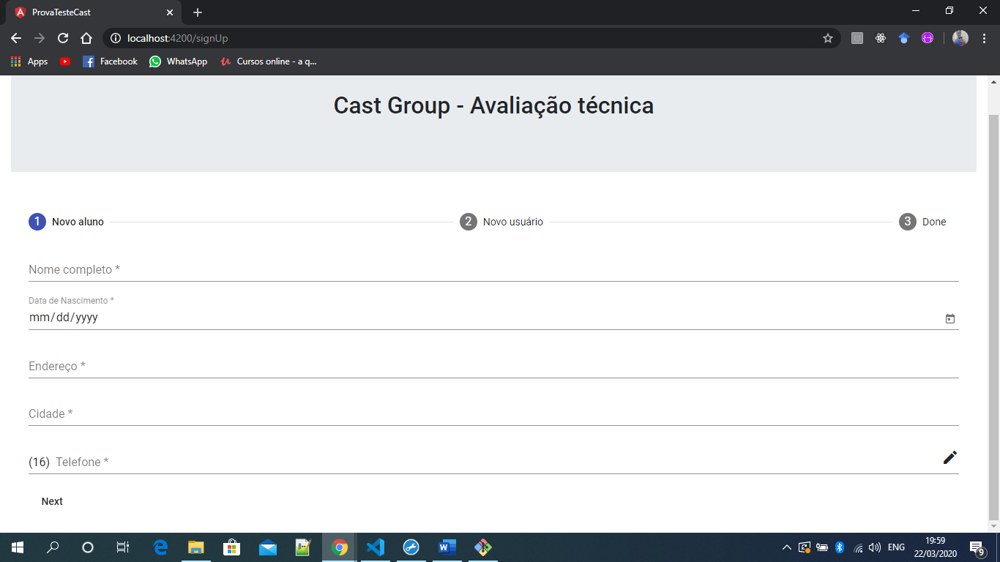 ProvaTesteCast
localhost:4200/signUp
Apps
Facebook
WhatsApp
Cursos online - a q...
Cast Group - Avaliação técnica
1 Novo aluno
2 Novo usuário
3 Done
Nome completo *
Data de Nascimento *
mm/dd/yyyy
Endereço *
Cidade *
(16) Telefone *
Next
ENG
19:59
22/03/2020
9